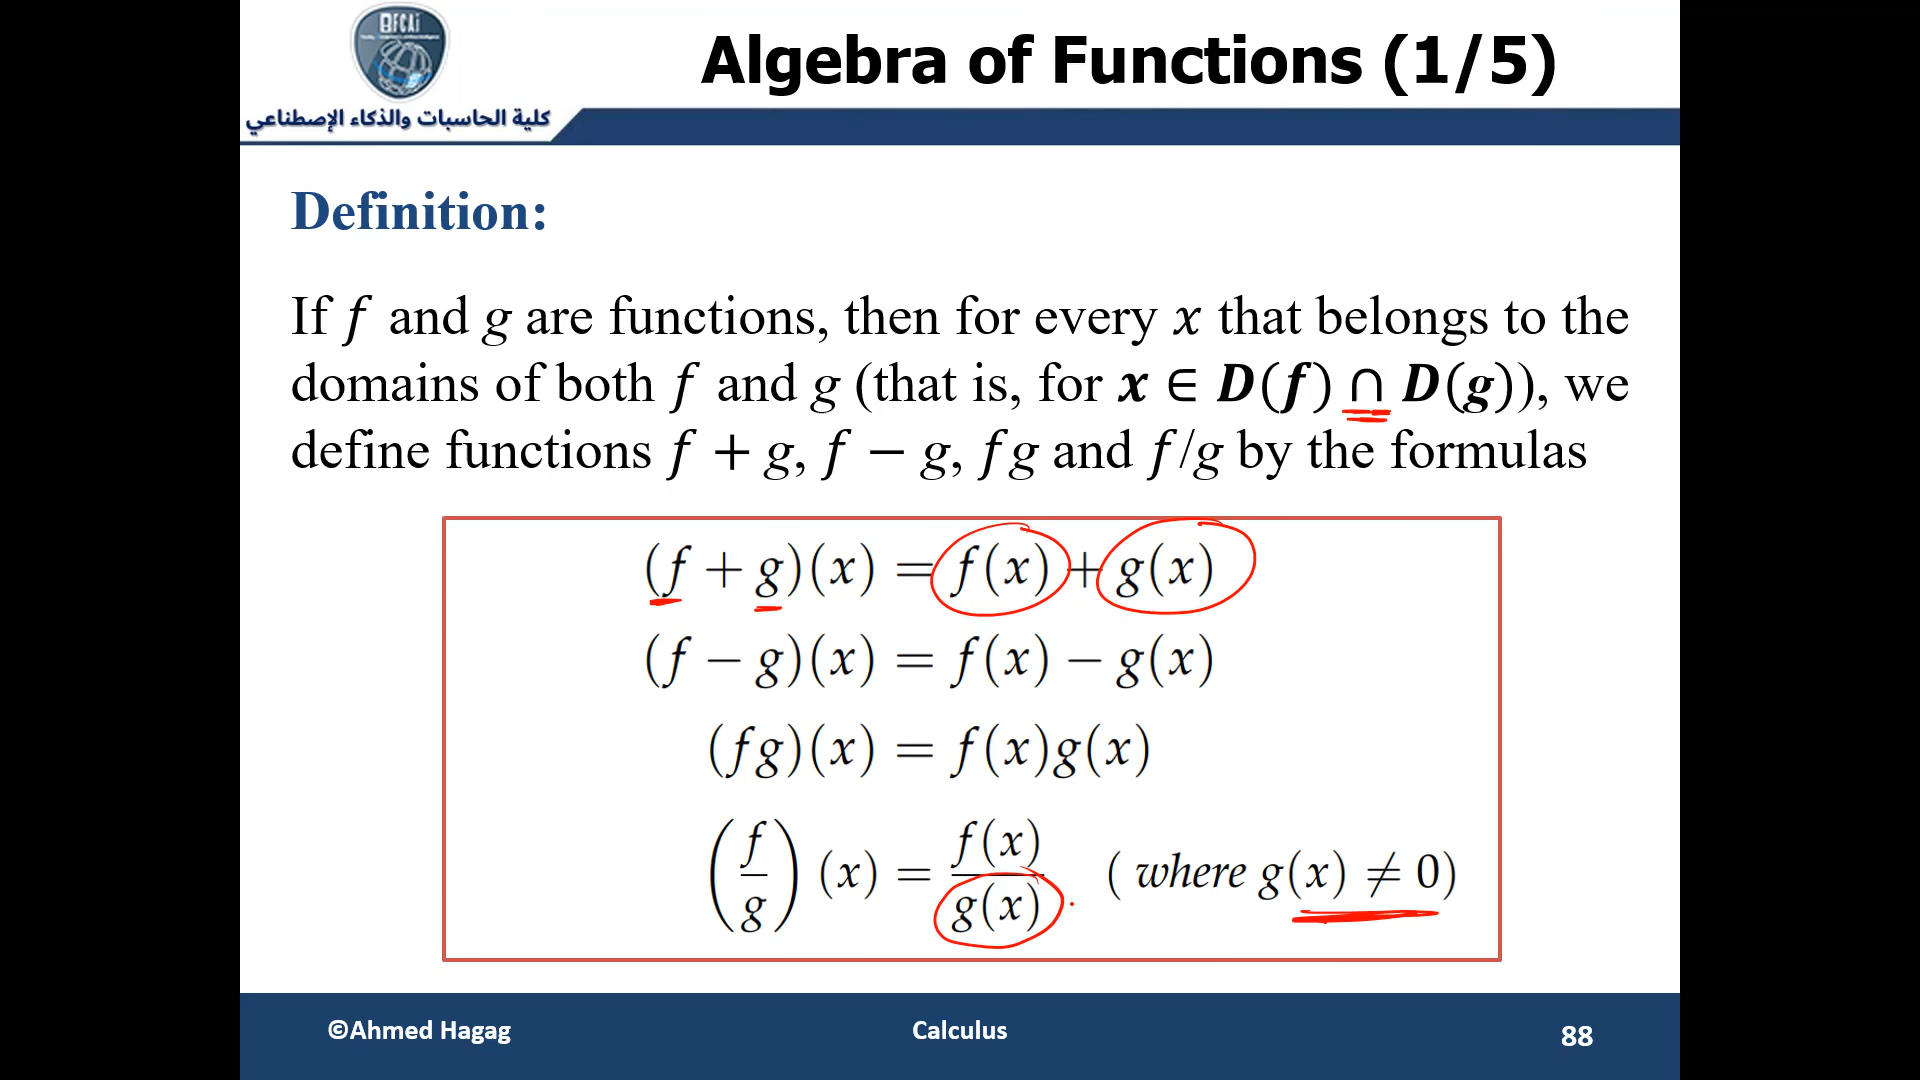 FCAi
Algebra of Functions (1/5)
كلية الحاسبات والذكاء الإصطناعي
Definition:
If f and g are functions, then for every x that belongs to the
domains of both f and g (that is, for x ∈ D(f) ∩ D(g)), we
define functions f + g, f − g, fg and f/g by the formulas
(f + g)(x) = f(x) + g(x)
(f − g)(x) = f(x) − g(x)
(fg)(x) = f(x)g(x)
(f/g)(x) = f(x)/g(x) ( where g(x) ≠ 0)
©Ahmed Hagag Calculus 88